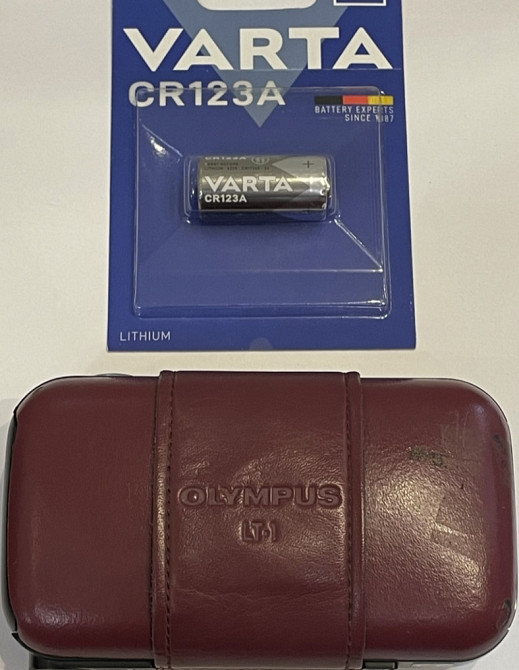 VARTA
CR123A
BATTERY EXPERTS
SINCE 1887
CR123A
VARTA
CR123A
LITHIUM
OLYMPUS
LT-1